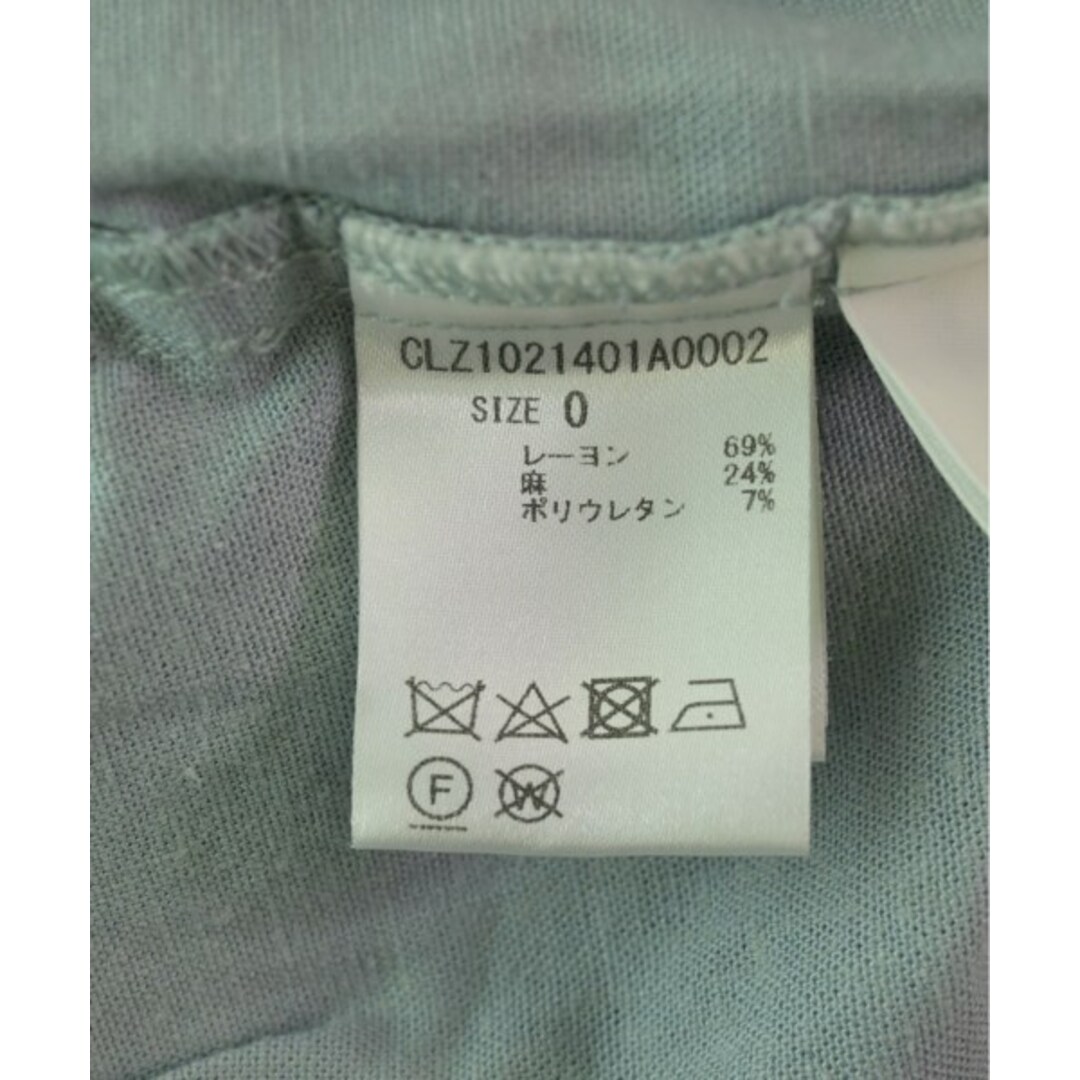 CLZ1021401A0002
SIZE 0
レーヨン 69%
麻 24%
ポリウレタン 7%
F W